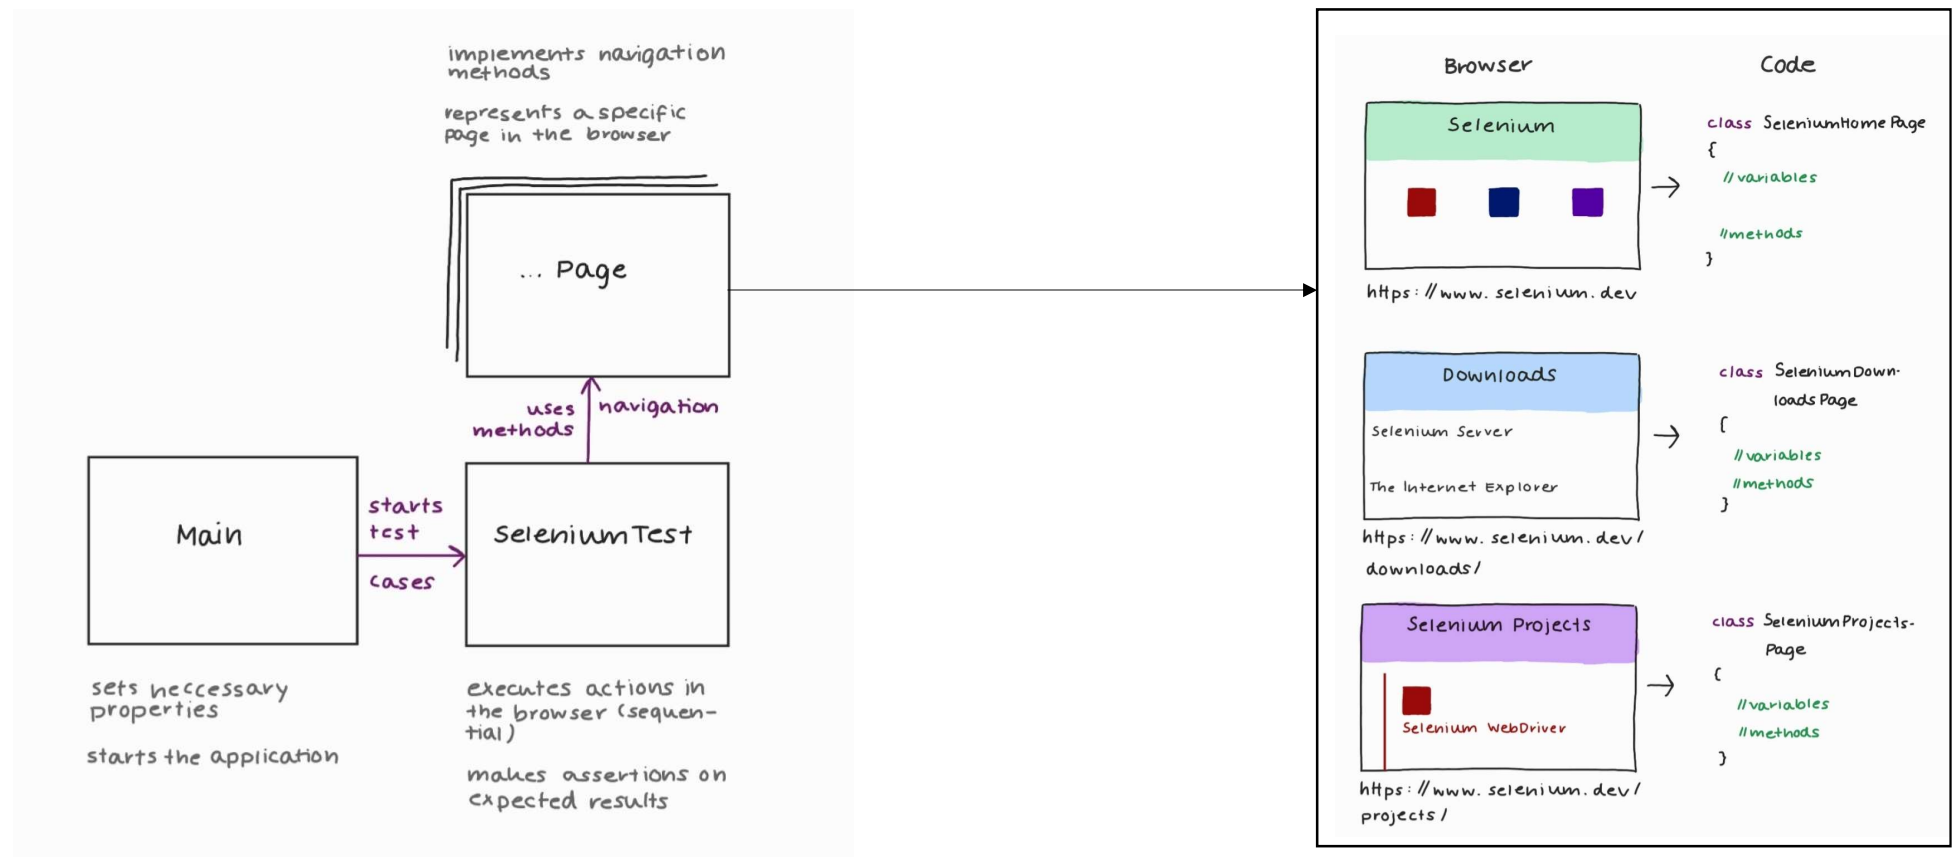 implements navigation
methods
represents a specific
page in the browser
... Page
uses navigation
methods
Main
starts
test
cases
SeleniumTest
sets neccessary
properties
starts the application
executes actions in
the browser (sequen-
tial)
makes assertions on
expected results
Browser
Code
Selenium
https://www.selenium.dev
class SeleniumHomePage
{
//variables
//methods
}
Downloads
Selenium Server
The Internet Explorer
https://www.selenium.dev/
downloads/
class SeleniumDown-
loadsPage
{
//variables
//methods
}
Selenium Projects
Selenium WebDriver
https://www.selenium.dev/
projects/
class SeleniumProjects-
Page
{
//variables
//methods
}